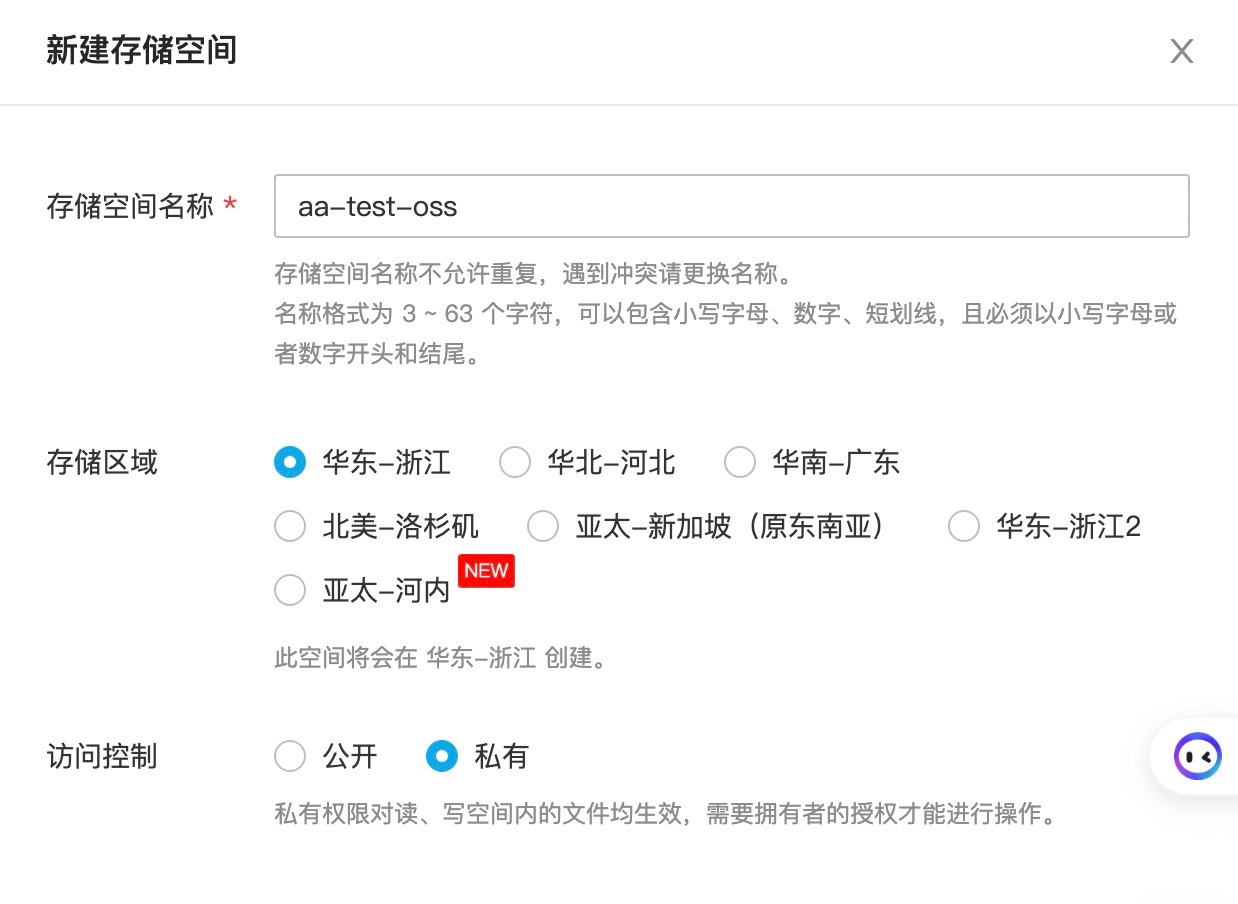 新建存储空间
存储空间名称 * aa-test-oss
存储空间名称不允许重复，遇到冲突请更换名称。
名称格式为 3 ~ 63 个字符，可以包含小写字母、数字、短划线，且必须以小写字母或
者数字开头和结尾。
存储区域 华东-浙江 华北-河北 华南-广东
北美-洛杉矶 亚太-新加坡（原东南亚） 华东-浙江2
亚太-河内 NEW
此空间将会在 华东-浙江 创建。
访问控制 公开 私有
私有权限对读、写空间内的文件均生效，需要拥有者的授权才能进行操作。